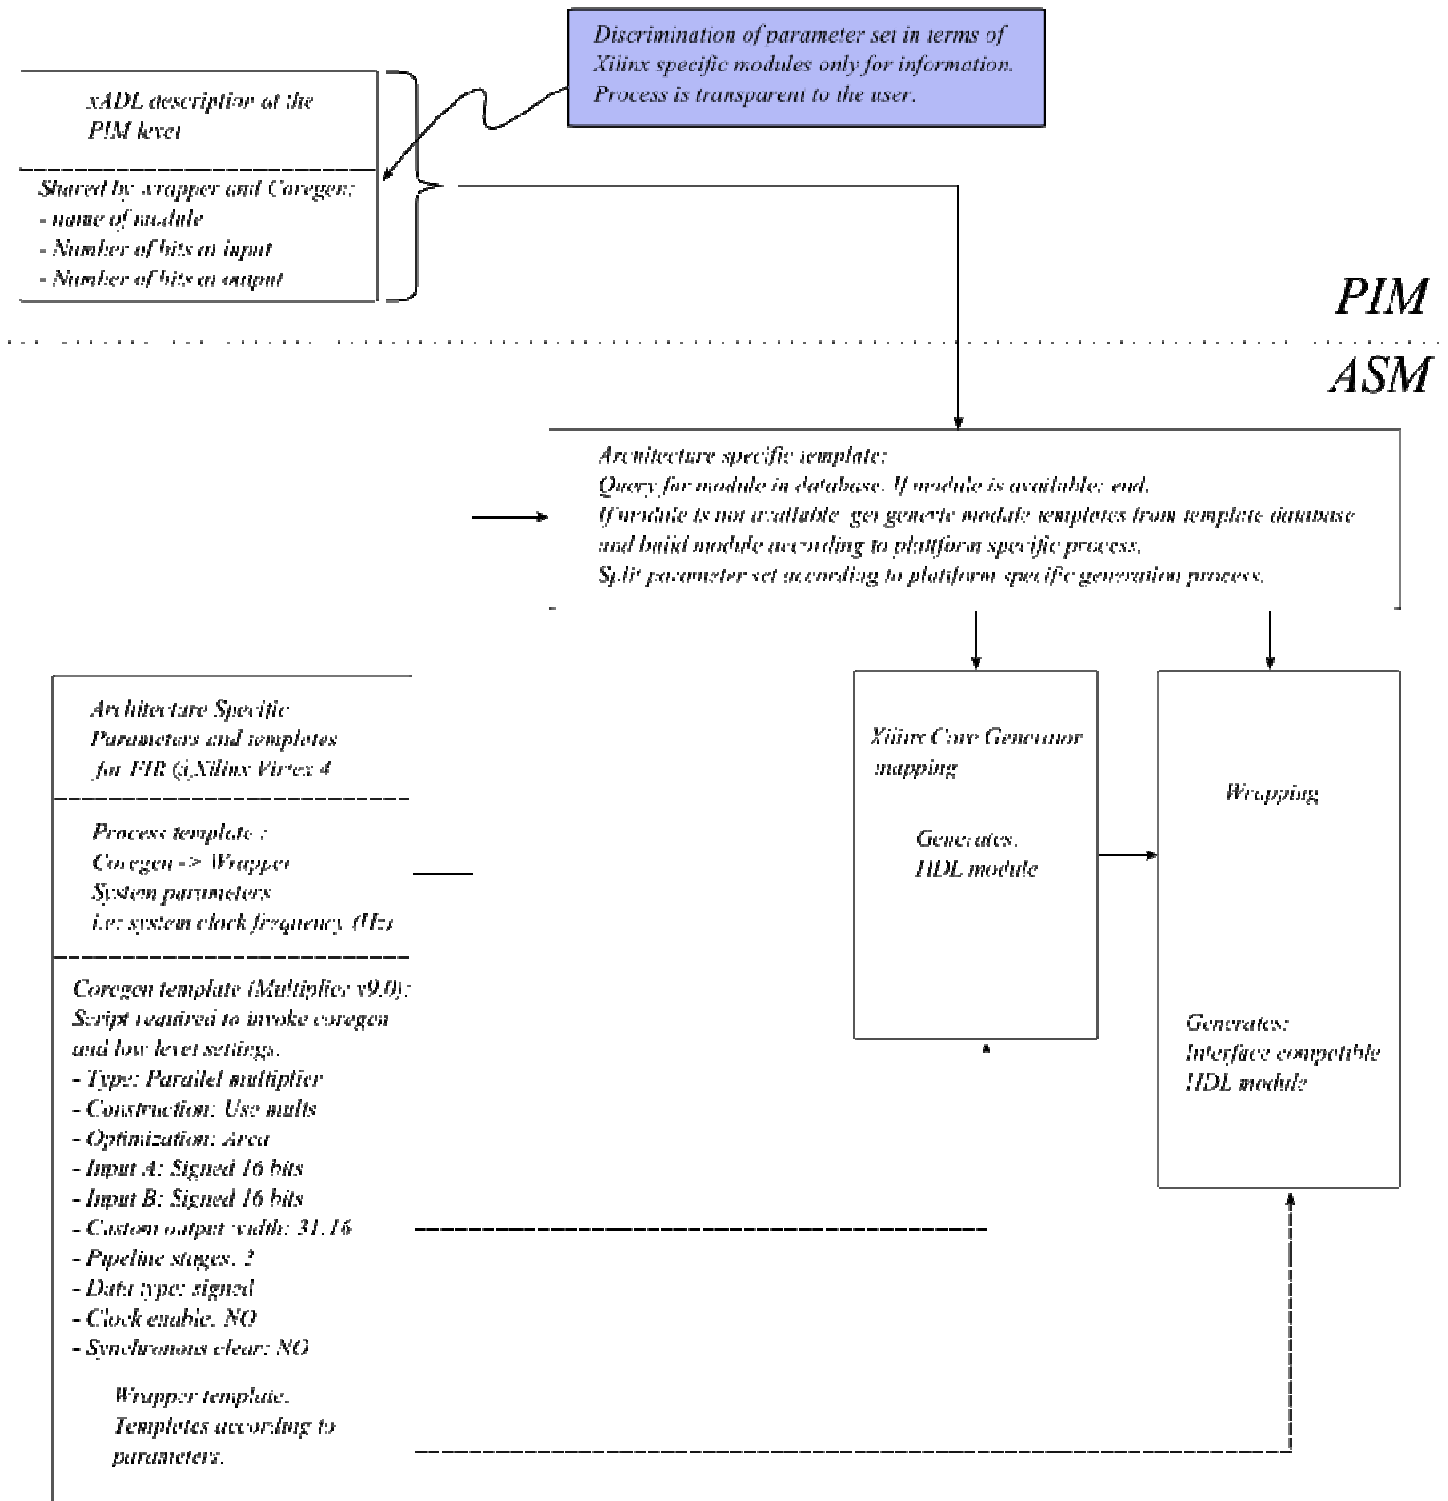 Discrimination of parameter set in terms of
Xilinx specific modules only for information.
Process is transparent to the user.
xADL description at the
PIM level
Shared by wrapper and Coregen:
- name of module
- Number of bits at input
- Number of bits at output
PIM
ASM
Architecture specific template:
Query for module in database. If module is available: end.
If module is not available get generic module templates from template database
and build module according to plattform specific process.
Split parameter set according to plattform specific generation process.
Architecture Specific
Parameters and templates
for FIR @Xilinx Virtex 4
Process template :
Coregen -> Wrapper
System parameters
i.e: system clock frequency (Hz)
Coregen template (Multiplier v9.0):
Script required to invoke coregen
and low level settings.
- Type: Parallel multiplier
- Construction: Use mults
- Optimization: Area
- Input A: Signed 16 bits
- Input B: Signed 16 bits
- Custom output width: 31:16
- Pipeline stages:
- Data type: signed
- Clock enable: NO
- Synchronous clear: NO
Wrapper template.
Templates according to
parameters.
Xilinx Core Generator
mapping
Generates:
HDL module
Wrapping
Generates:
Interface compatible
HDL module